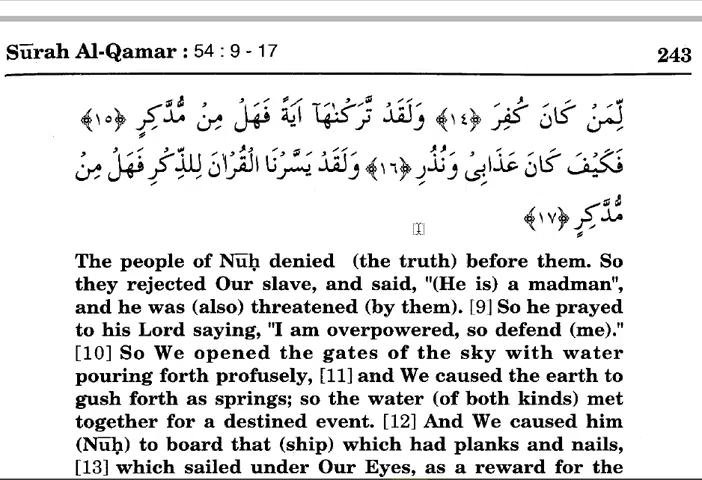 Sūrah Al-Qamar : 54 : 9 - 17 243
لِّمَنْ كَانَ كُفِرَ ﴿١٤﴾ وَلَقَدْ تَّرَكْنٰهَآ اٰيَةً فَهَلْ مِنْ مُّدَّكِرٍ ﴿١٥﴾
فَكَيْفَ كَانَ عَذَابِىْ وَنُذُرِ ﴿١٦﴾ وَلَقَدْ يَسَّرْنَا الْقُرْاٰنَ لِلذِّكْرِ فَهَلْ مِنْ
مُّدَّكِرٍ ﴿١٧﴾
The people of Nūḥ denied (the truth) before them. So
they rejected Our slave, and said, "(He is) a madman",
and he was (also) threatened (by them). [9] So he prayed
to his Lord saying, "I am overpowered, so defend (me)."
[10] So We opened the gates of the sky with water
pouring forth profusely, [11] and We caused the earth to
gush forth as springs; so the water (of both kinds) met
together for a destined event. [12] And We caused him
(Nūḥ) to board that (ship) which had planks and nails,
[13] which sailed under Our Eyes, as a reward for the